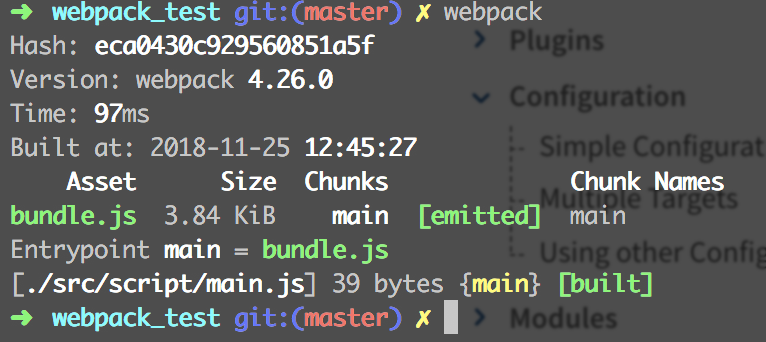 ➜ webpack_test git:(master) ✗ webpack
Hash: eca0430c929560851a5f
Version: webpack 4.26.0
Time: 97ms
Built at: 2018-11-25 12:45:27
Asset Size Chunks Chunk Names
bundle.js 3.84 KiB main [emitted] main
Entrypoint main = bundle.js
[./src/script/main.js] 39 bytes {main} [built]
➜ webpack_test git:(master) ✗
Plugins
Configuration
Simple Configurat
Multiple Targets
Using other Config
Modules